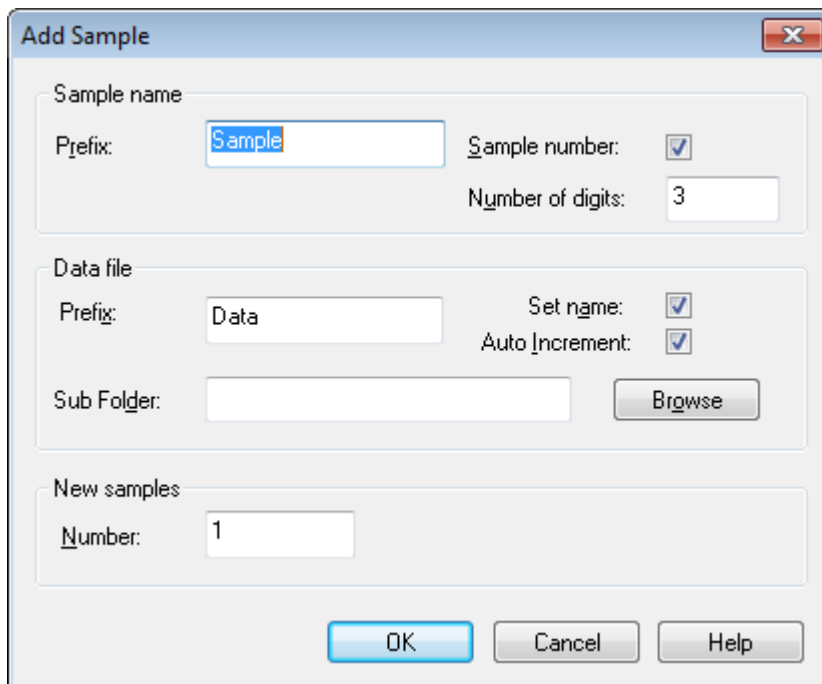 Add Sample
Sample name
Prefix: Sample Sample number:
Number of digits: 3
Data file
Prefix: Data Set name:
Auto Increment:
Sub Folder: Browse
New samples
Number: 1
OK Cancel Help